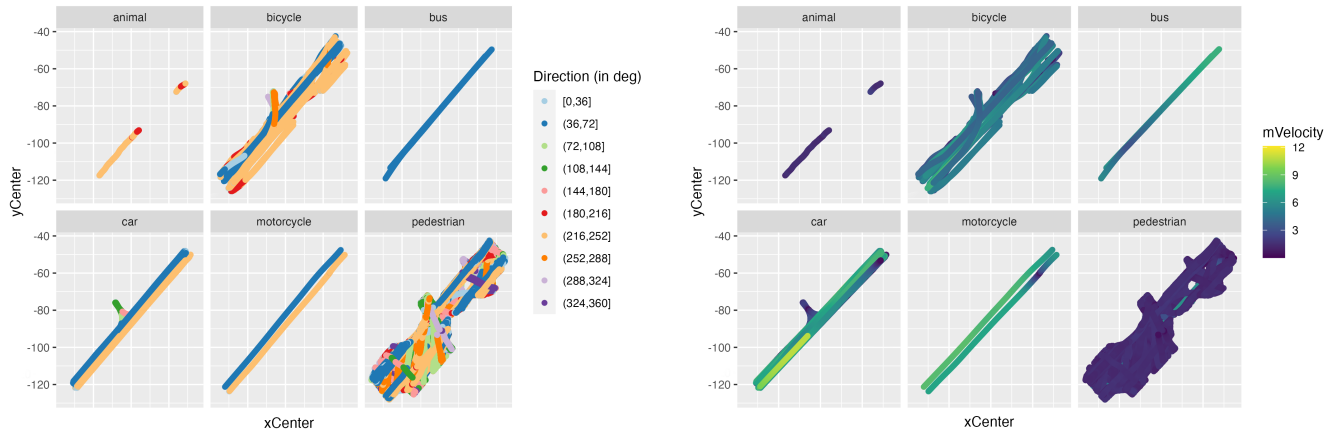 animal
bicycle
bus
-40
-60
-80
-100
-120
car
motorcycle
pedestrian
-40
-60
-80
-100
-120
yCenter
xCenter
Direction (in deg)
[0,36]
(36,72]
(72,108]
(108,144]
(144,180]
(180,216]
(216,252]
(252,288]
(288,324]
(324,360]
animal
bicycle
bus
-40
-60
-80
-100
-120
car
motorcycle
pedestrian
-40
-60
-80
-100
-120
yCenter
xCenter
mVelocity
12
9
6
3